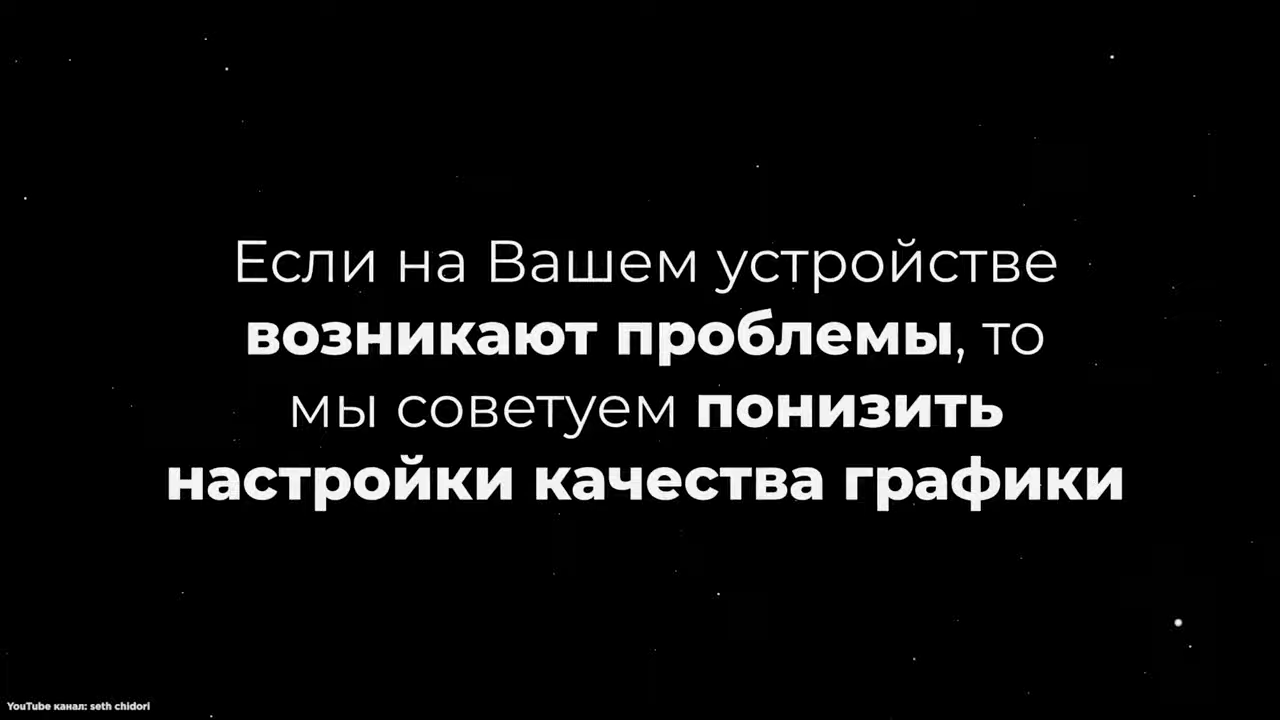 Если на Вашем устройстве
возникают проблемы, то
мы советуем понизить
настройки качества графики
YouTube канал: seth chidori